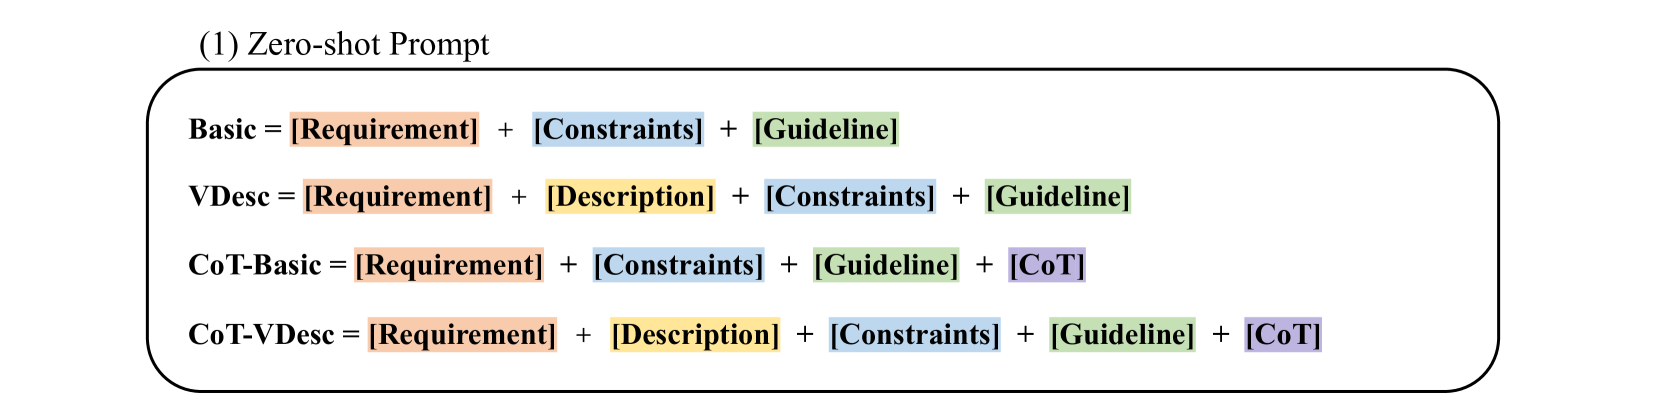 (1) Zero-shot Prompt
Basic = [Requirement] + [Constraints] + [Guideline]
VDesc = [Requirement] + [Description] + [Constraints] + [Guideline]
CoT-Basic = [Requirement] + [Constraints] + [Guideline] + [CoT]
CoT-VDesc = [Requirement] + [Description] + [Constraints] + [Guideline] + [CoT]